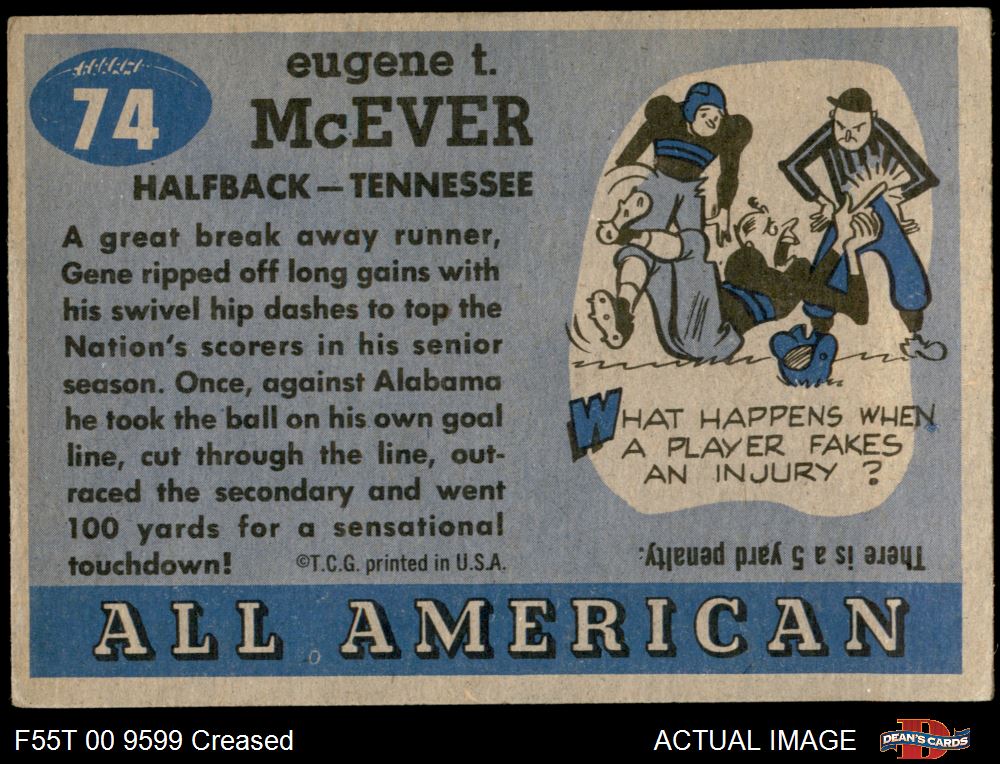 74
eugene t.
McEVER
HALFBACK — TENNESSEE
A great break away runner,
Gene ripped off long gains with
his swivel hip dashes to top the
Nation's scorers in his senior
season. Once, against Alabama
he took the ball on his own goal
line, cut through the line, out-
raced the secondary and went
100 yards for a sensational
touchdown! ©T.C.G. printed in U.S.A.
WHAT HAPPENS WHEN
A PLAYER FAKES
AN INJURY ?
There is a 5 yard penalty.
ALL AMERICAN
F55T 00 9599 Creased
ACTUAL IMAGE
D
DEAN'S CARDS